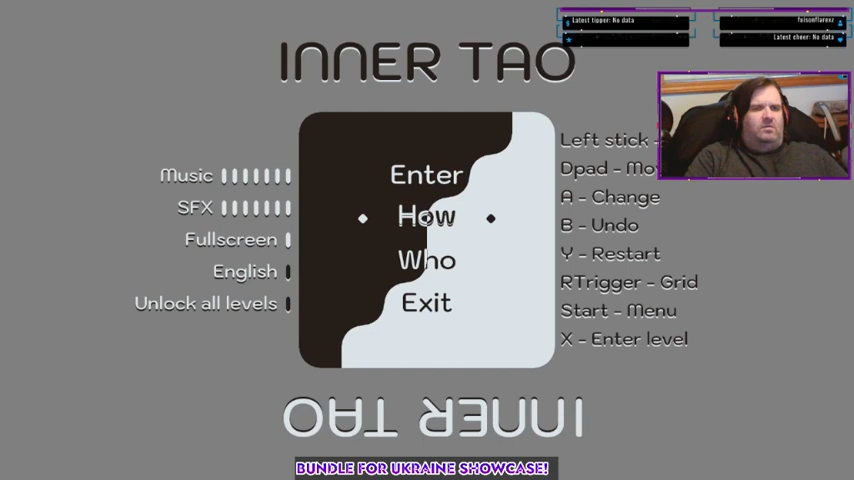 Latest tipper: No data
foisonflarexz
Latest cheer: No data
INNER TAO
Music
SFX
Fullscreen
English
Unlock all levels
Enter
How
Who
Exit
Left stick -
Dpad - Mo
A - Change
B - Undo
Y - Restart
RTrigger - Grid
Start - Menu
X - Enter level
INNER TAO
BUNDLE FOR UKRAINE SHOWCASE!